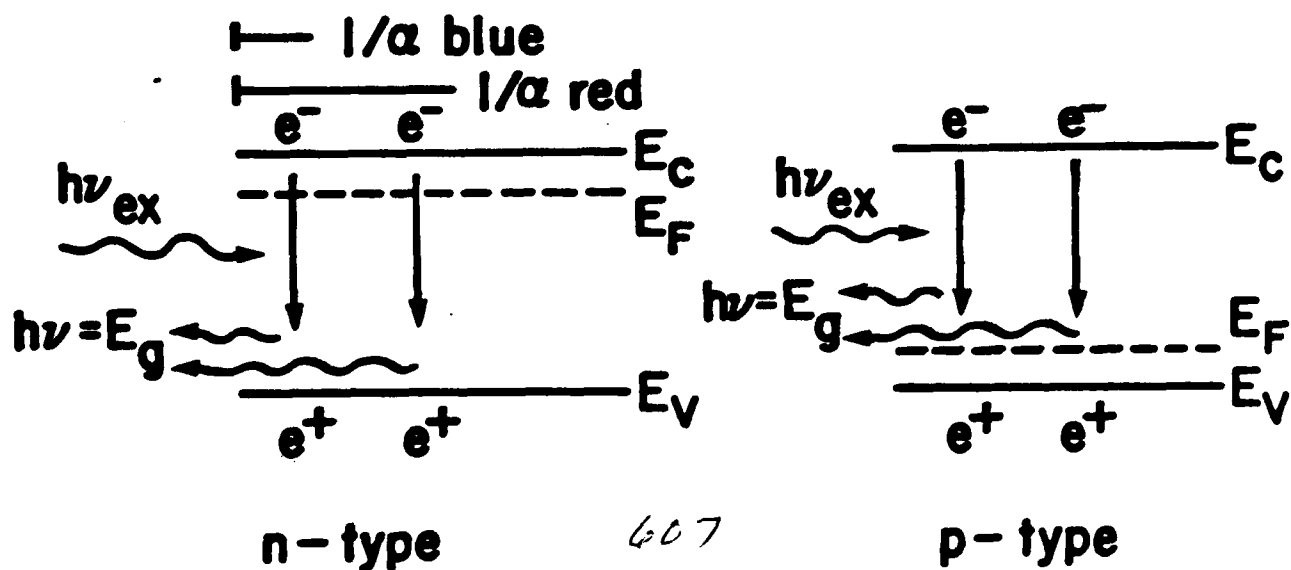 1/α blue
1/α red
e⁻ e⁻
E_C
hν_ex
E_F
hν=E_g
E_V
e⁺ e⁺
n-type
607
e⁻ e⁻
E_C
hν_ex
hν=E_g
E_F
E_V
e⁺ e⁺
p-type